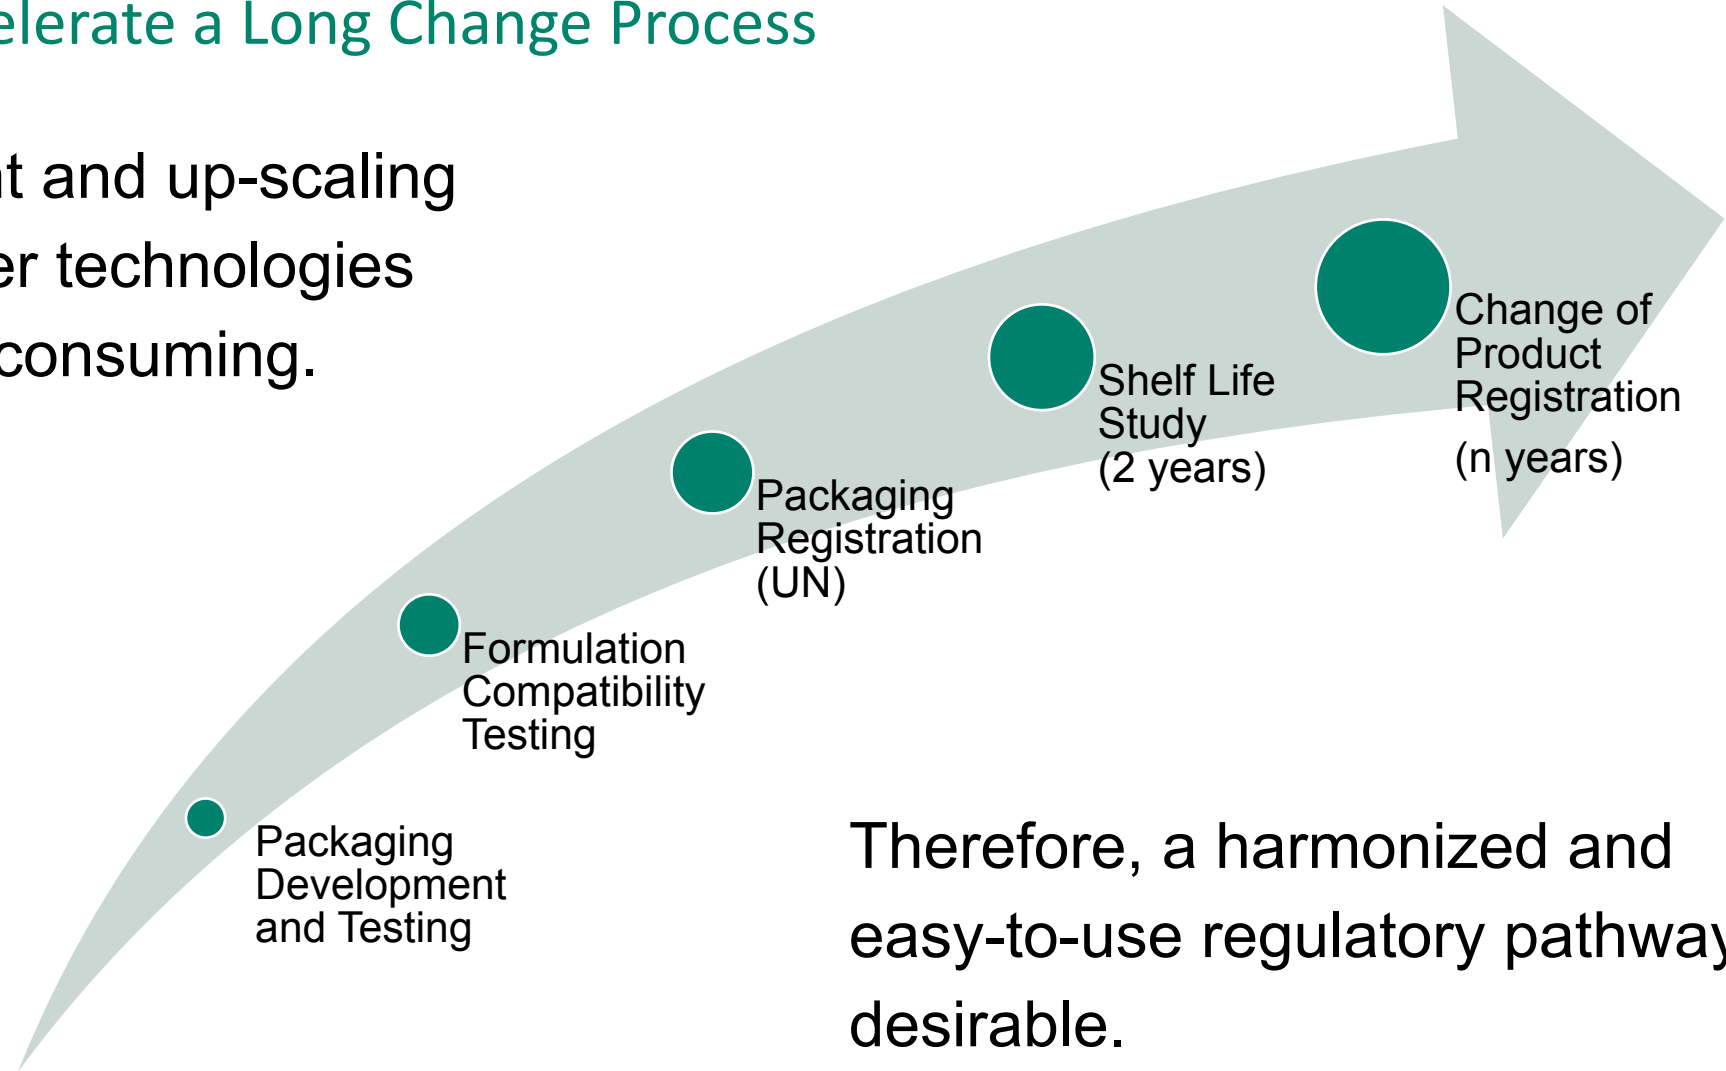 elerate a Long Change Process
t and up-scaling
er technologies
consuming.
Change of
Product
Registration
(n years)
Shelf Life
Study
(2 years)
Packaging
Registration
(UN)
Formulation
Compatibility
Testing
Packaging
Development
and Testing
Therefore, a harmonized and
easy-to-use regulatory pathway
desirable.